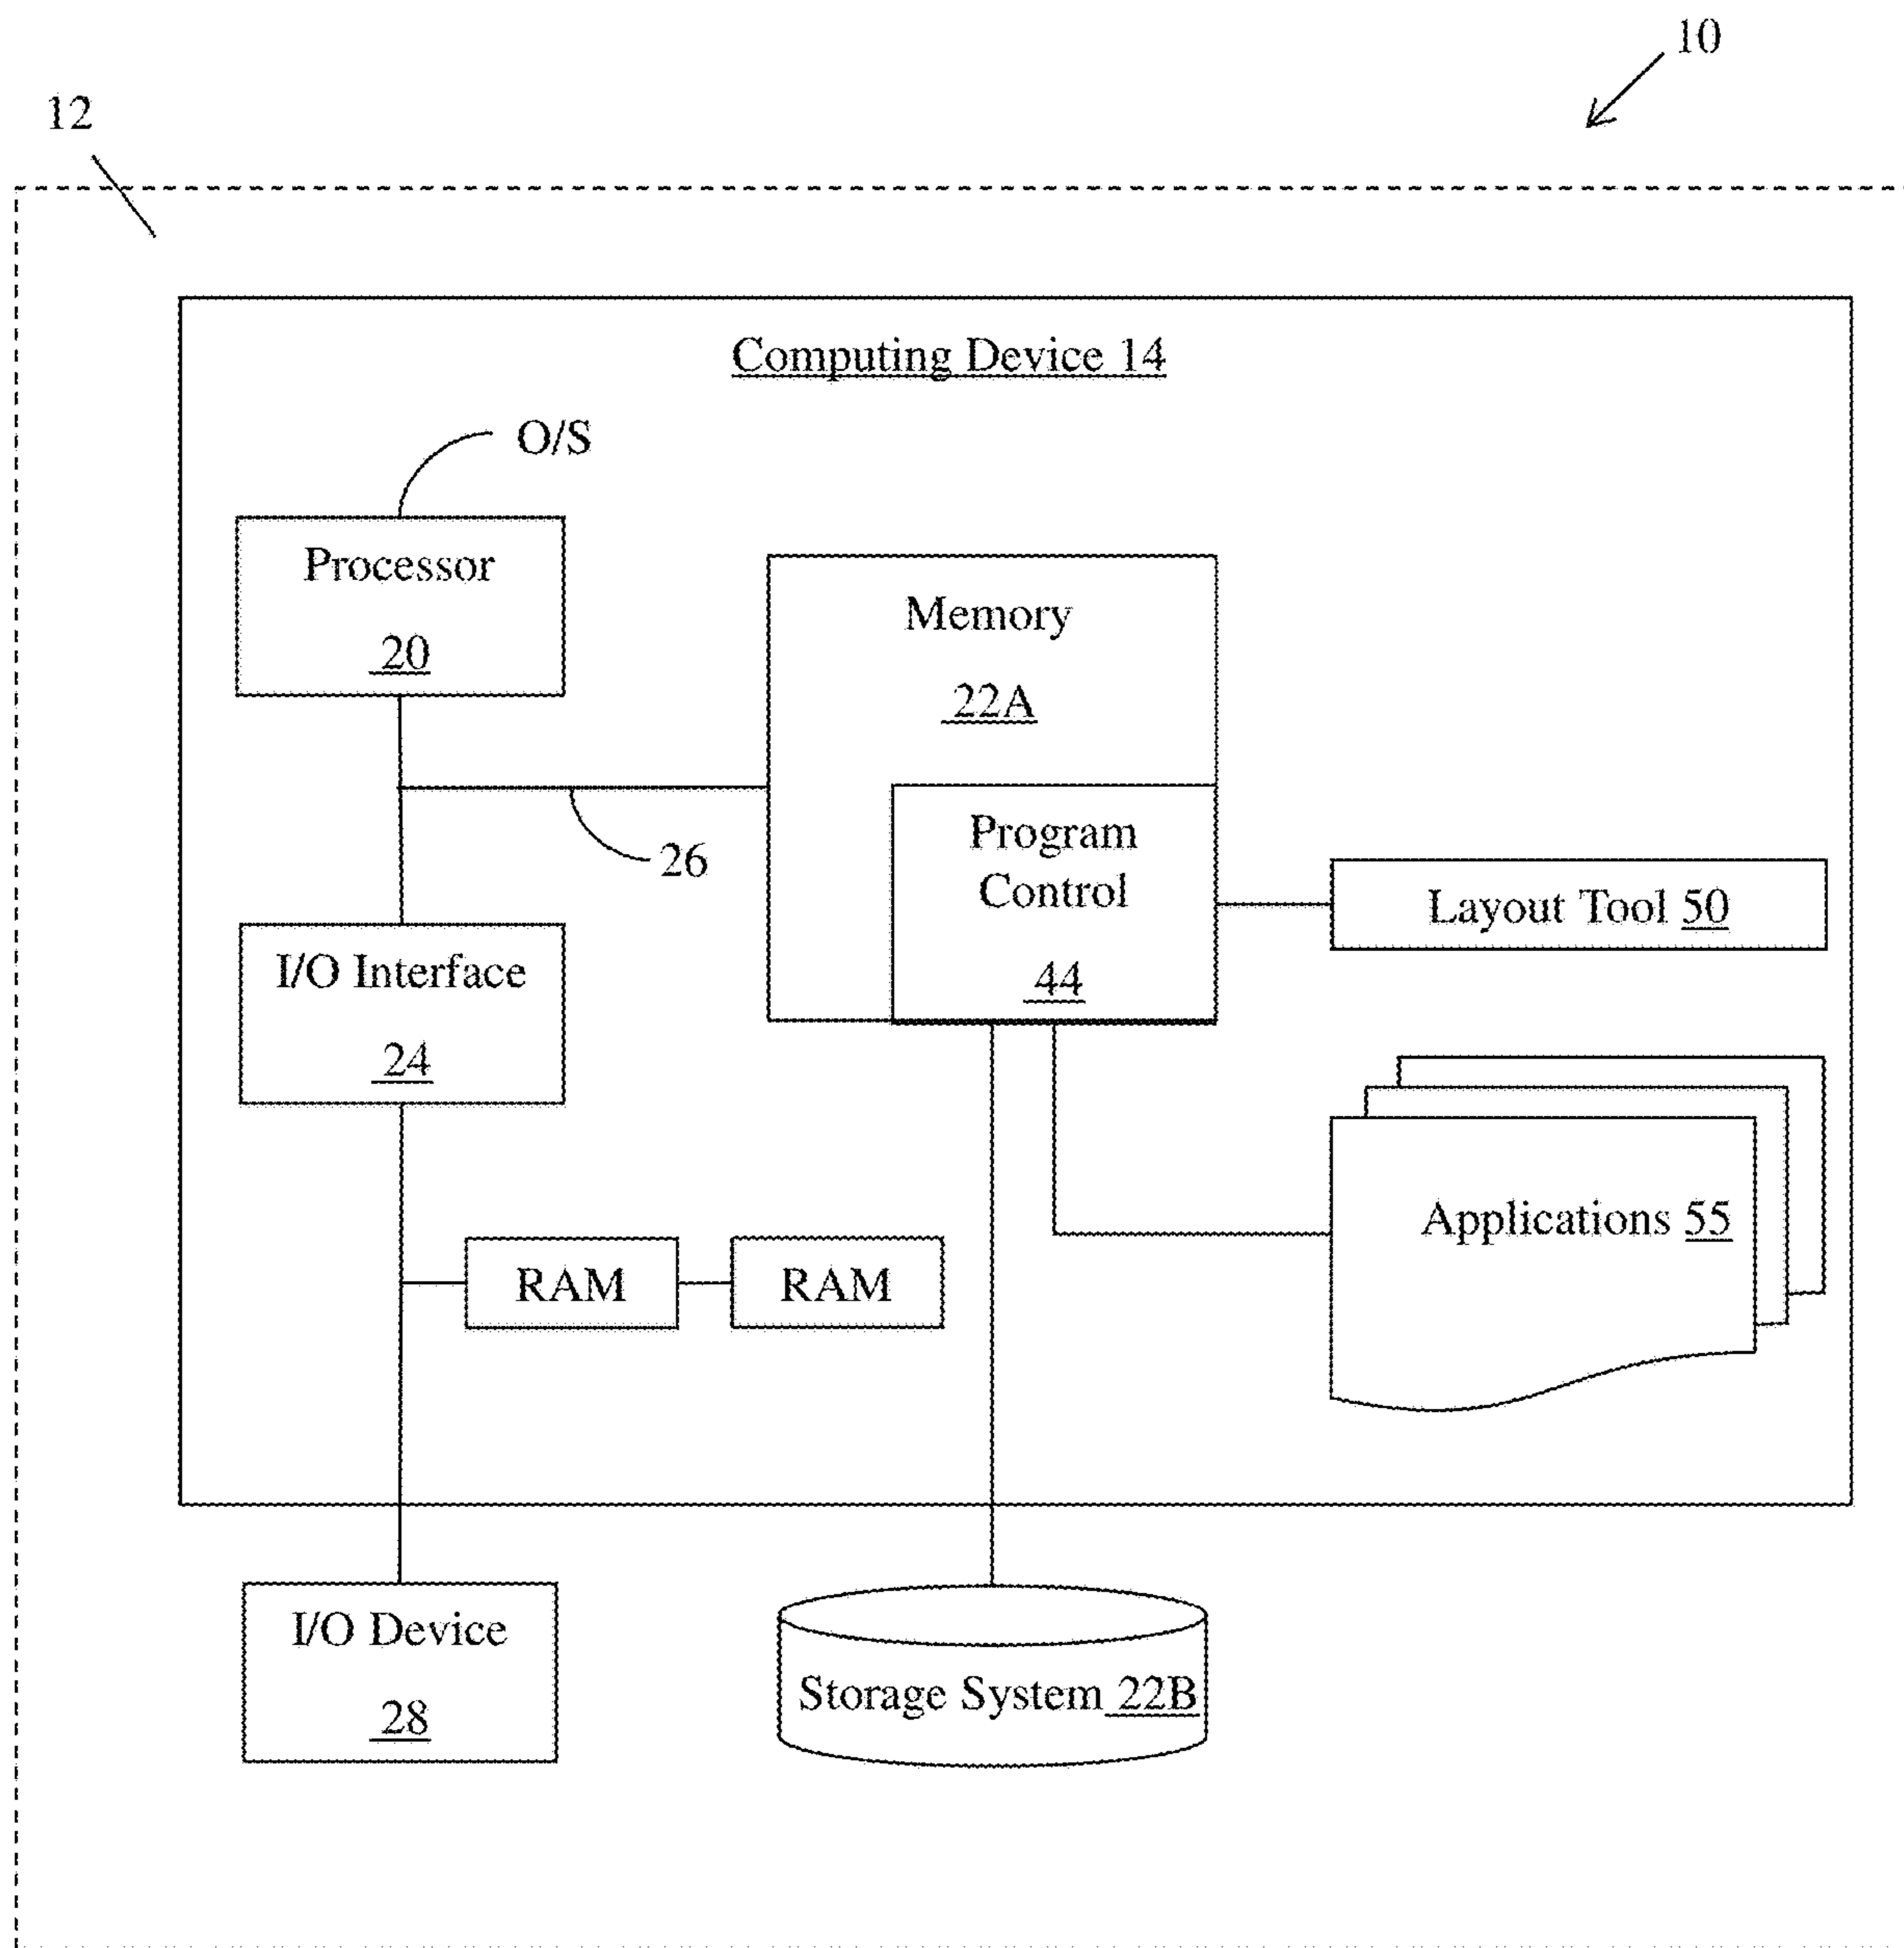 10
12
Computing Device 14
O/S
Processor
20
Memory
22A
26
Program
Control
44
Layout Tool 50
I/O Interface
24
Applications 55
RAM
RAM
I/O Device
28
Storage System 22B